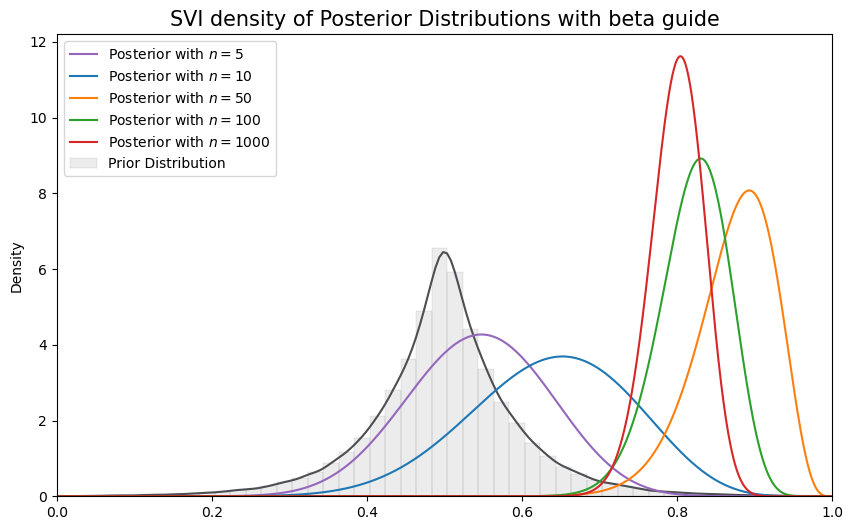 SVI density of Posterior Distributions with beta guide
12
10
8
6
4
2
0
Density
Posterior with n = 5
Posterior with n = 10
Posterior with n = 50
Posterior with n = 100
Posterior with n = 1000
Prior Distribution
0.0 0.2 0.4 0.6 0.8 1.0